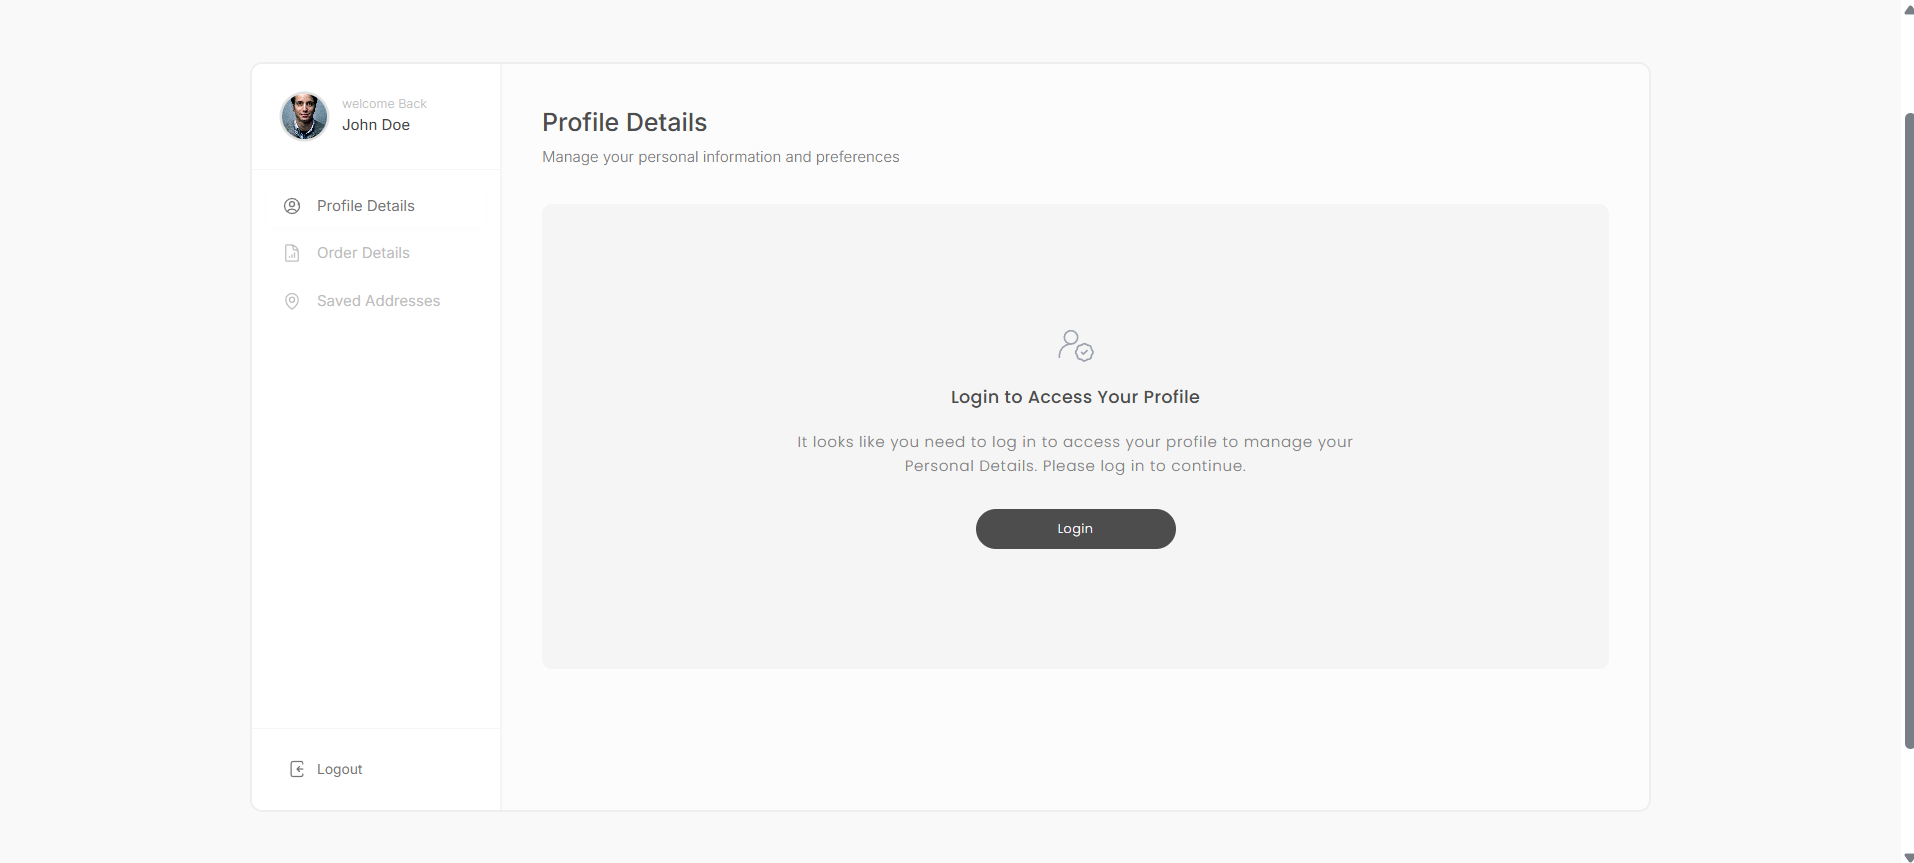 welcome Back
John Doe
Profile Details
Order Details
Saved Addresses
Logout
Profile Details
Manage your personal information and preferences
Login to Access Your Profile
It looks like you need to log in to access your profile to manage your
Personal Details. Please log in to continue.
Login